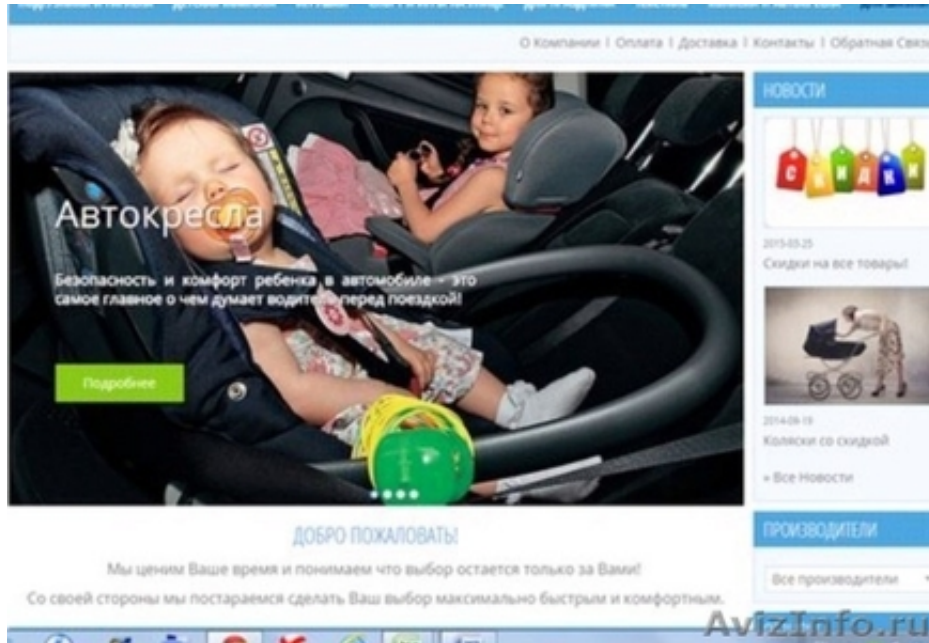 О Компании | Оплата | Доставка | Контакты | Обратная Связь
НОВОСТИ
СКИДКИ
Автокресла
2015-03-25
Скидки на все товары!
Безопасность и комфорт ребенка в автомобиле - это
самое главное о чем думает водитель перед поездкой!
Подробнее
2014-09-19
Коляски со скидкой
» Все Новости
ДОБРО ПОЖАЛОВАТЬ!
ПРОИЗВОДИТЕЛИ
Мы ценим Ваше время и понимаем что выбор остается только за Вами!
Все производители
Со своей стороны мы постараемся сделать Ваш выбор максимально быстрым и комфортным.
AvizInfo.ru